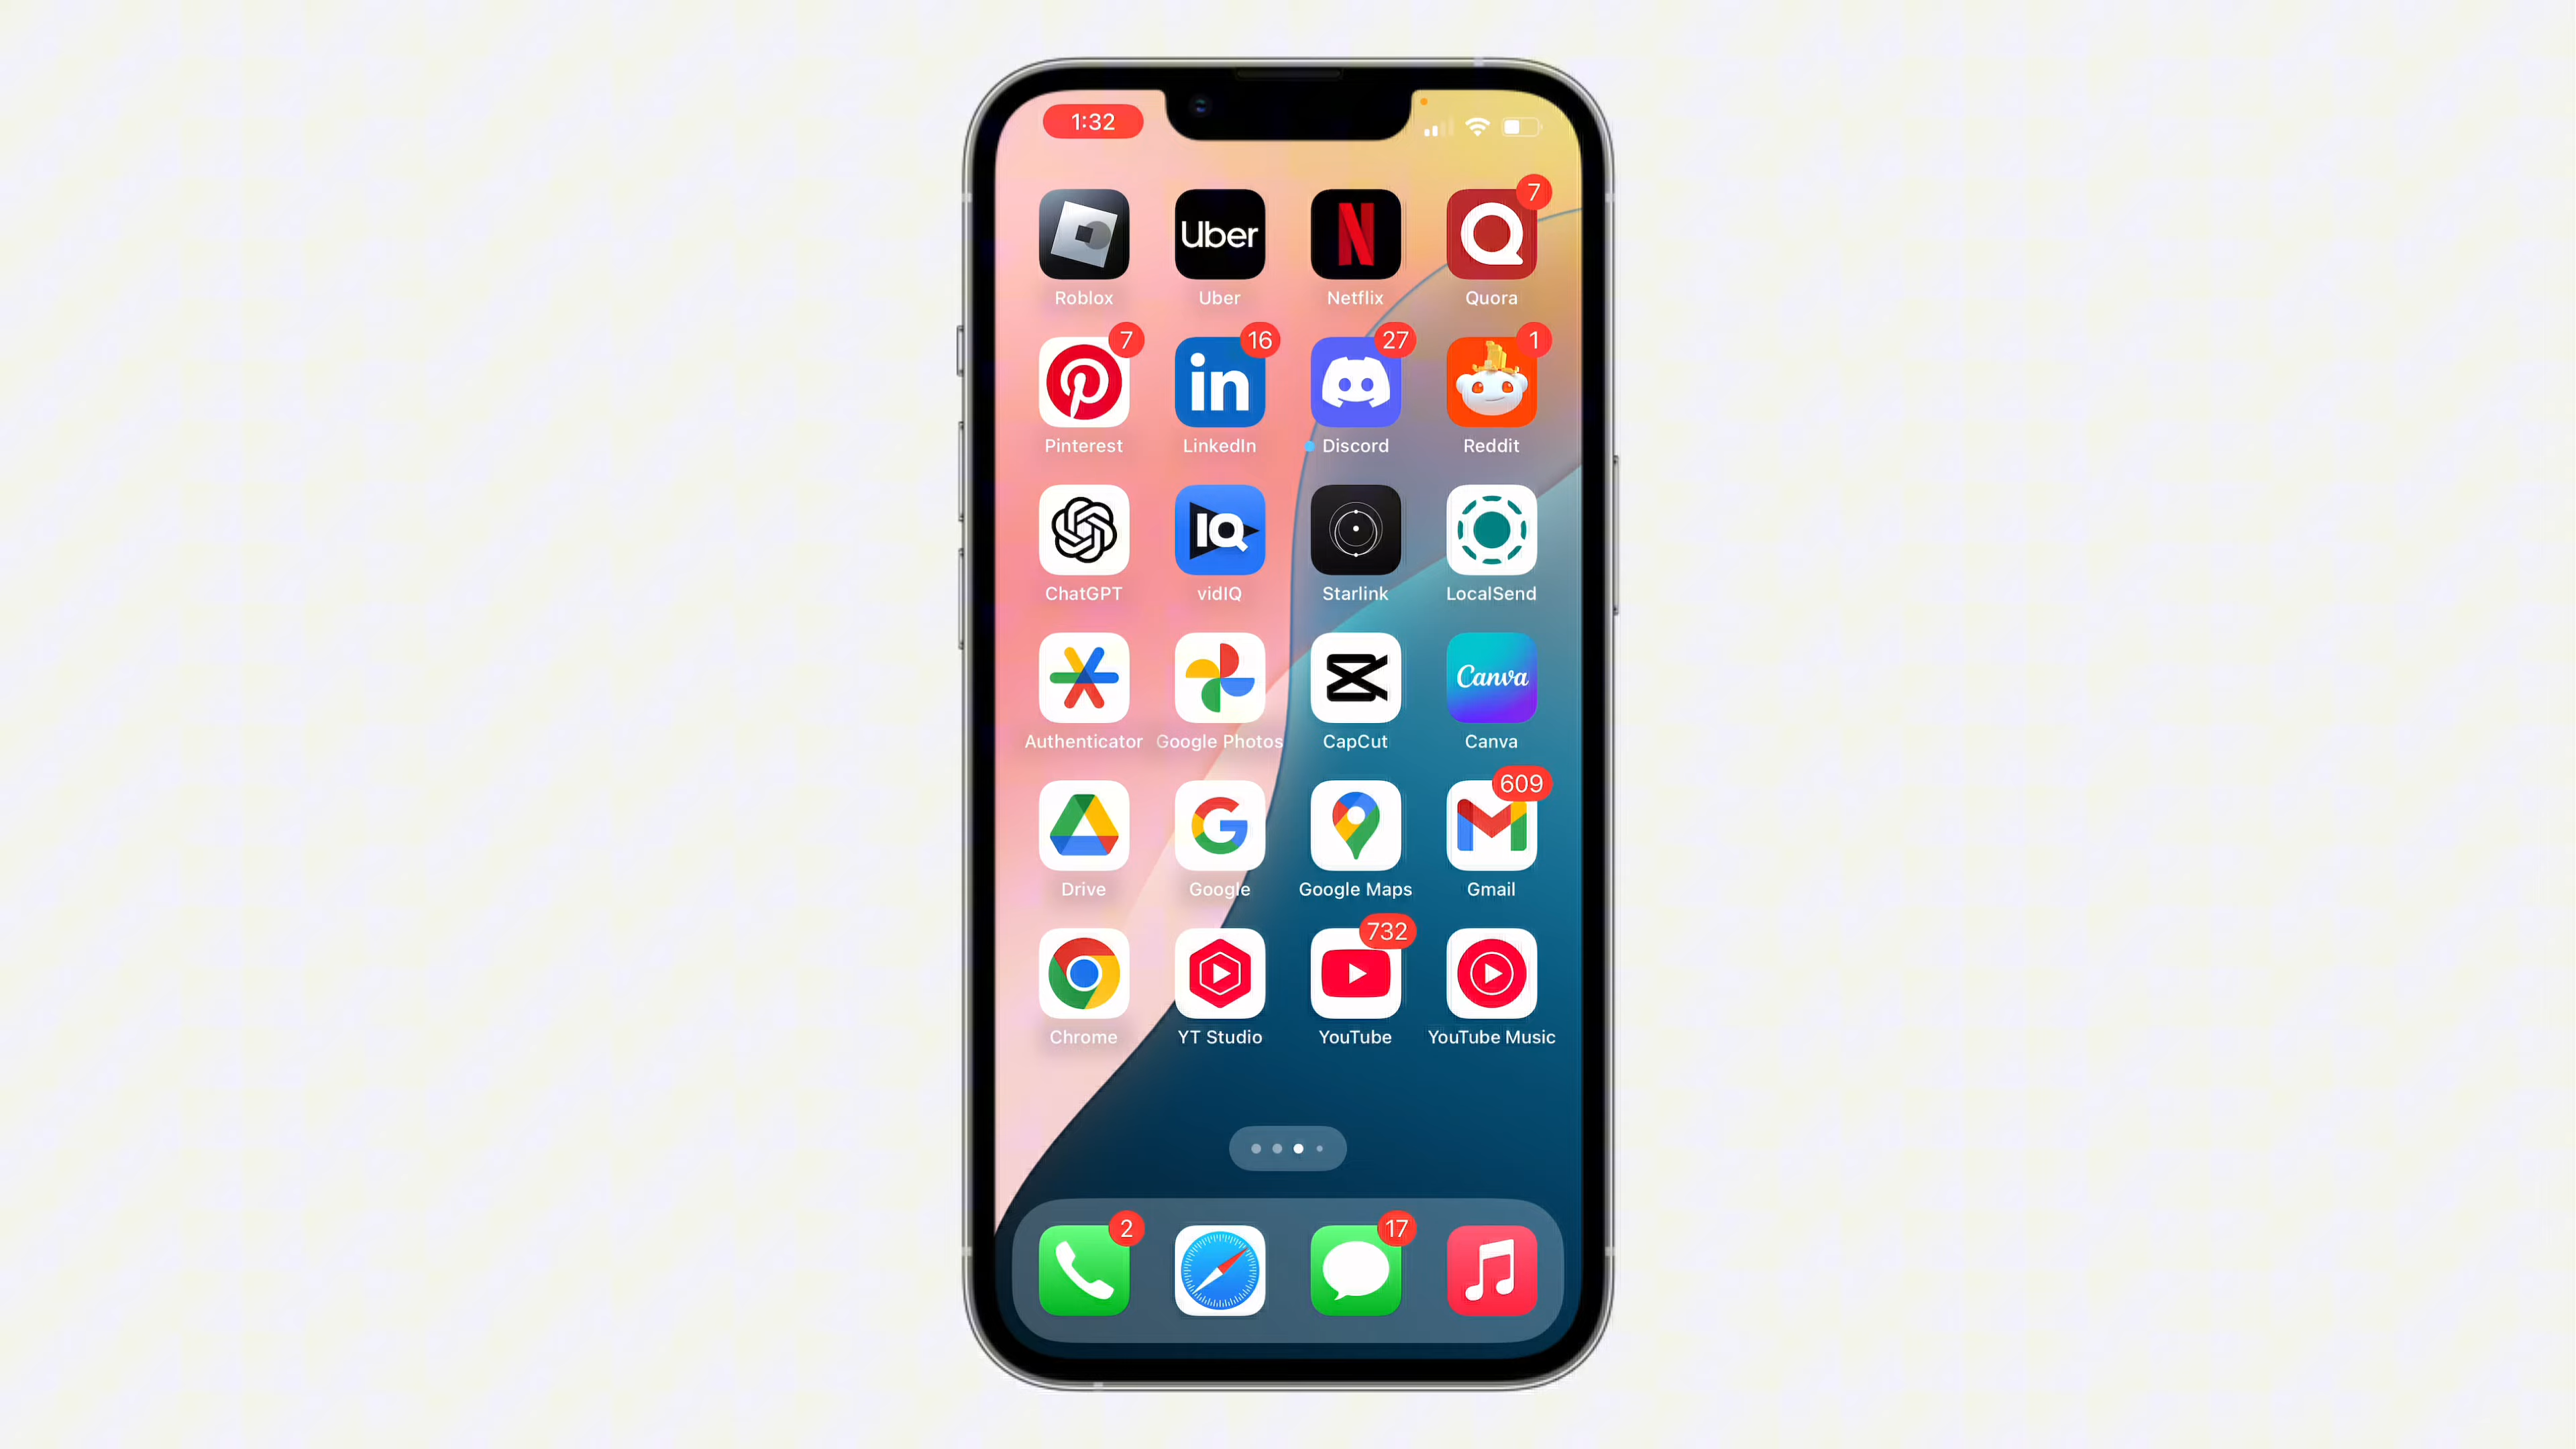 1:32
7
Uber
Roblox Uber Netflix Quora
7 16 27 1
in
Pinterest LinkedIn Discord Reddit
IQ
ChatGPT vidIQ Starlink LocalSend
Canva
Authenticator Google Photos CapCut Canva
609
Drive Google Google Maps Gmail
732
Chrome YT Studio YouTube YouTube Music
2 17